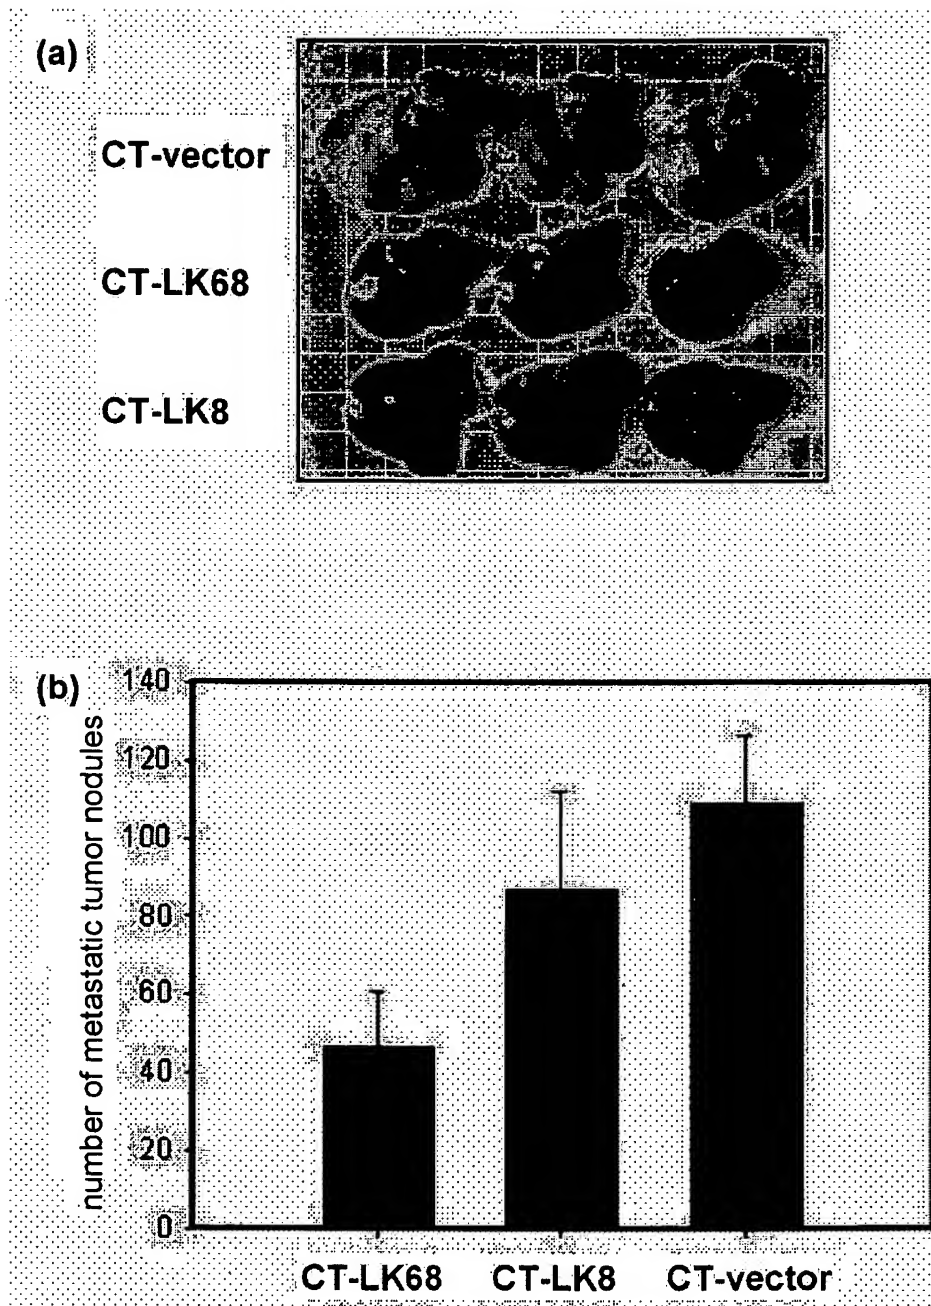 (a)
CT-vector
CT-LK68
CT-LK8
(b)
number of metastatic tumor nodules
140
120
100
80
60
40
20
0
CT-LK68 CT-LK8 CT-vector